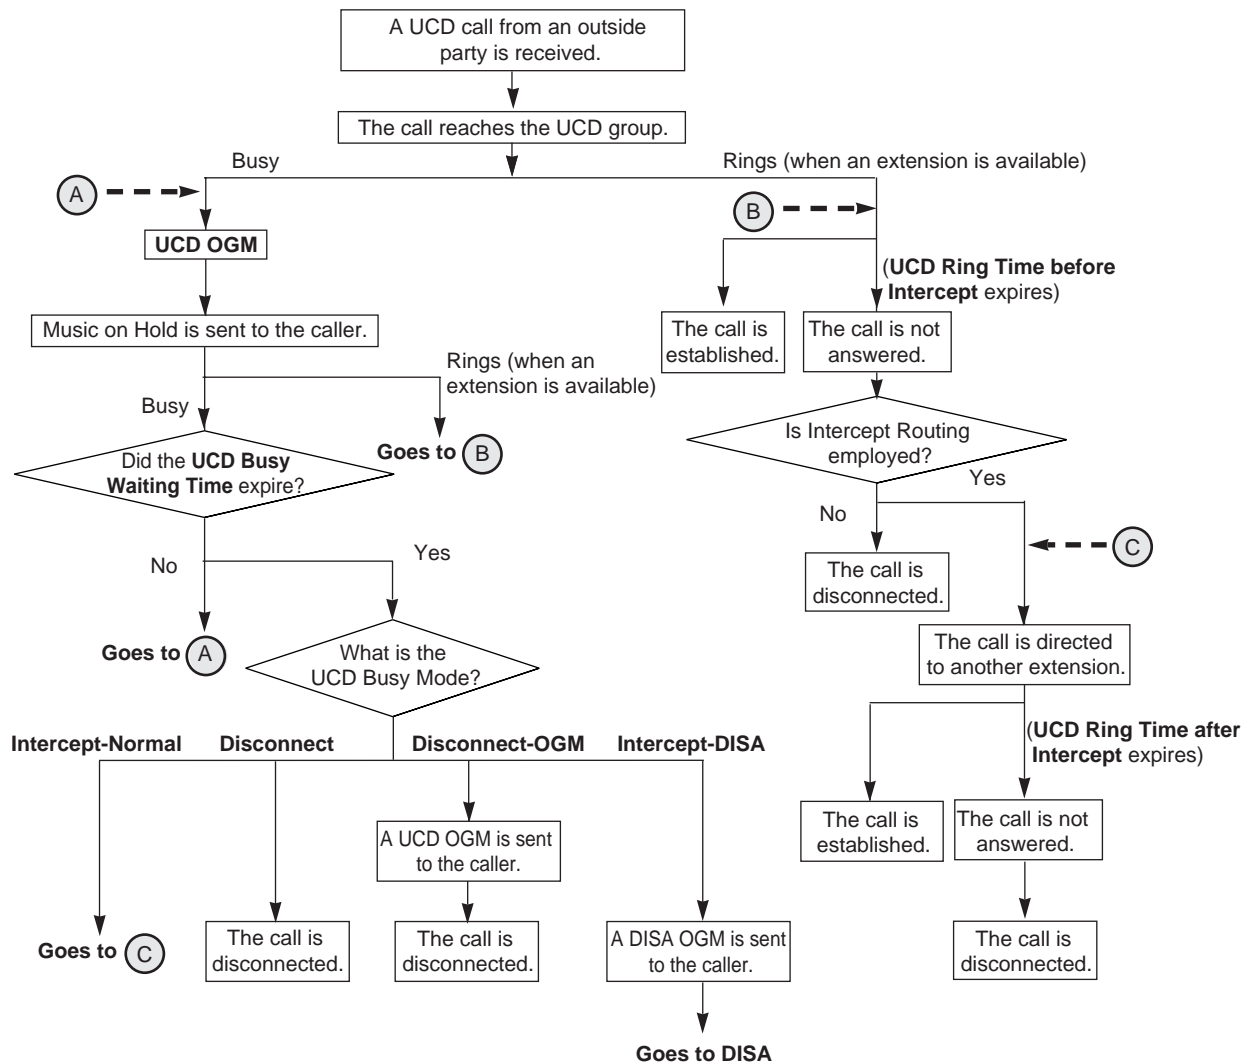 A UCD call from an outside
party is received.
The call reaches the UCD group.
Busy
Rings (when an extension is available)
A
B
UCD OGM
(UCD Ring Time before
Intercept expires)
Music on Hold is sent to the caller.
The call is
established.
The call is not
answered.
Rings (when an
extension is available)
Busy
Goes to B
Is Intercept Routing
employed?
Did the UCD Busy
Waiting Time expire?
Yes
No
C
No
Yes
The call is
disconnected.
Goes to A
What is the
UCD Busy Mode?
The call is directed
to another extension.
Intercept-Normal
Disconnect
Disconnect-OGM
Intercept-DISA
(UCD Ring Time after
Intercept expires)
A UCD OGM is sent
to the caller.
The call is
established.
The call is not
answered.
Goes to C
The call is
disconnected.
The call is
disconnected.
A DISA OGM is sent
to the caller.
The call is
disconnected.
Goes to DISA